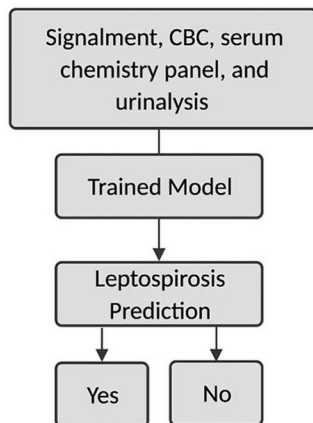 Signalment, CBC, serum
chemistry panel, and
urinalysis
Trained Model
Leptospirosis
Prediction
Yes
No